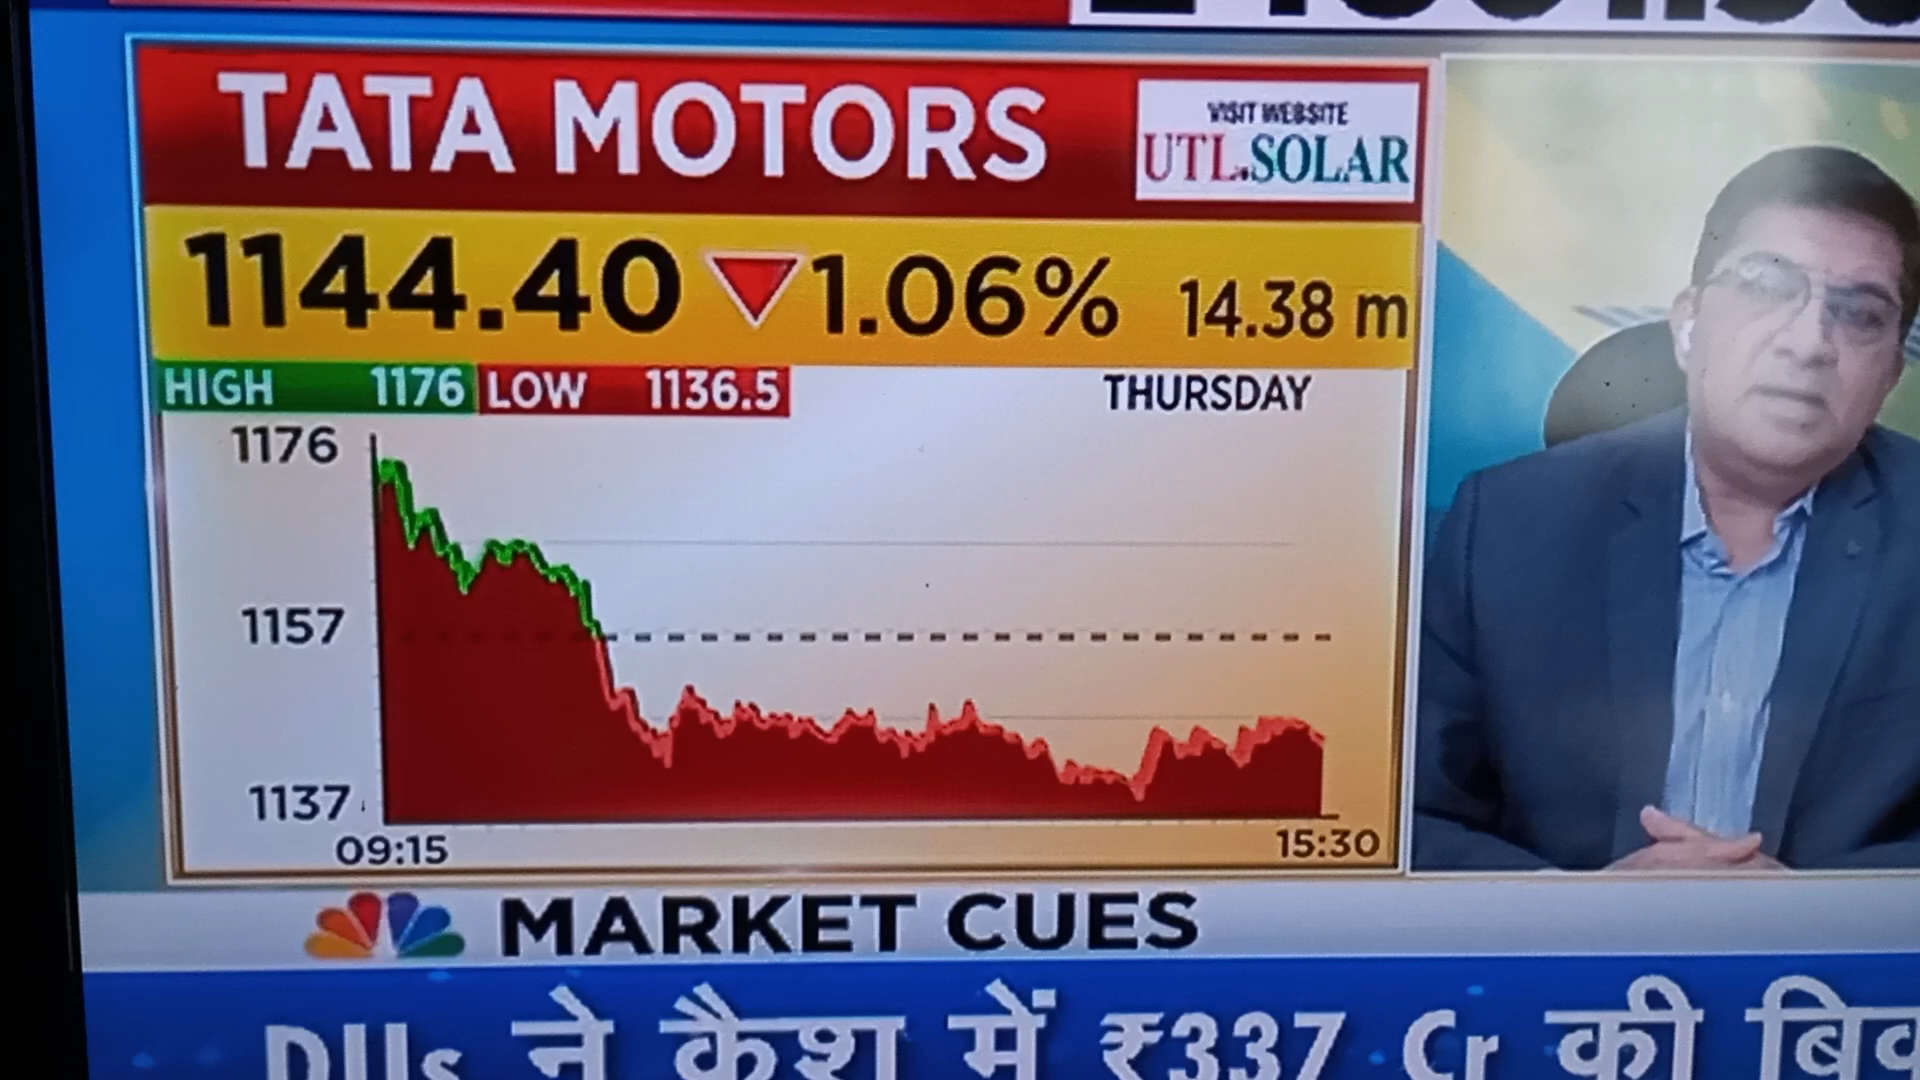 TATA MOTORS
VISIT WEBSITE
UTL.SOLAR
1144.40 ▼1.06% 14.38 m
HIGH 1176 LOW 1136.5
THURSDAY
1176
1157
1137
09:15 15:30
MARKET CUES
DIIs ने कैश में ₹337 Cr की